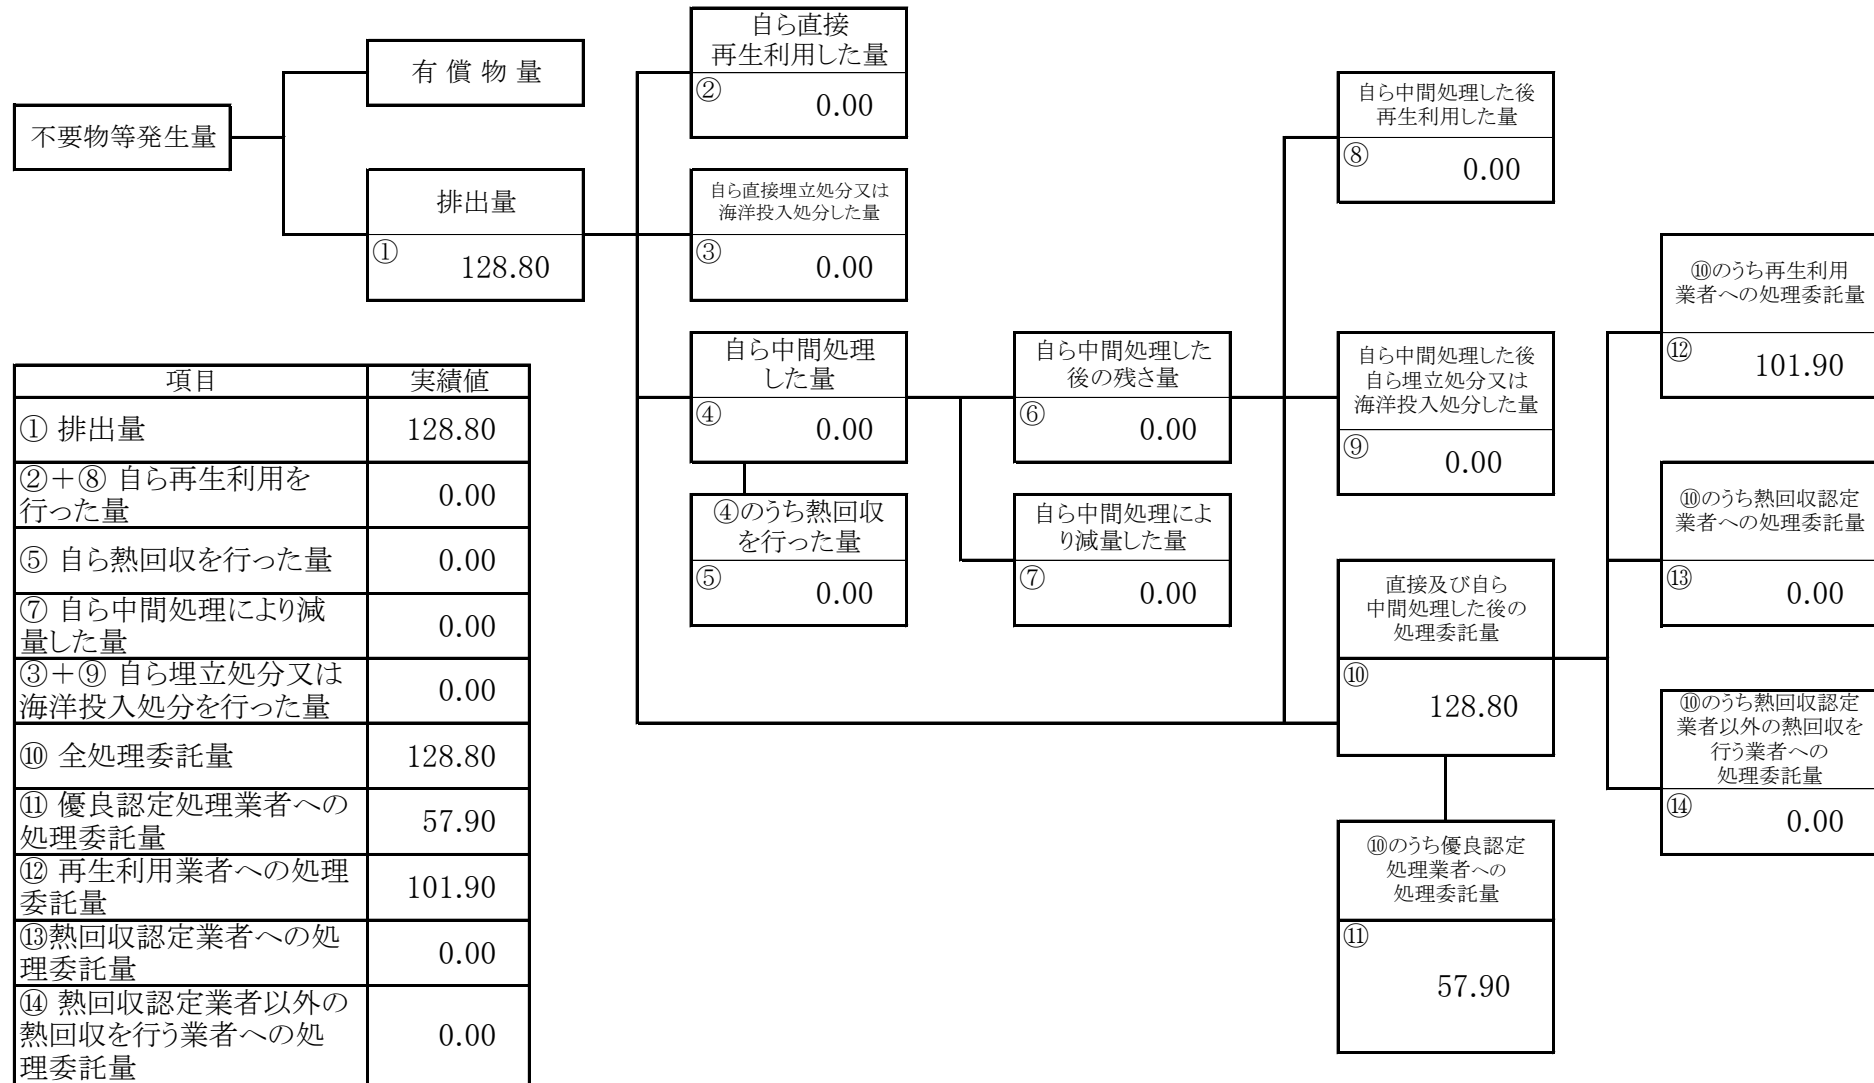 不要物等発生量
有 償 物 量
排出量
①
128.80
自ら直接
再生利用した量
②
0.00
自ら直接埋立処分又は
海洋投入処分した量
③
0.00
自ら中間処理
した量
④
0.00
④のうち熱回収
を行った量
⑤
0.00
自ら中間処理した
後の残さ量
⑥
0.00
自ら中間処理によ
り減量した量
⑦
0.00
自ら中間処理した後
再生利用した量
⑧
0.00
自ら中間処理した後
自ら埋立処分又は
海洋投入処分した量
⑨
0.00
直接及び自ら
中間処理した後の
処理委託量
⑩
128.80
⑩のうち優良認定
処理業者への
処理委託量
⑪
57.90
⑩のうち再生利用
業者への処理委託量
⑫
101.90
⑩のうち熱回収認定
業者への処理委託量
⑬
0.00
⑩のうち熱回収認定
業者以外の熱回収を
行う業者への
処理委託量
⑭
0.00
項目 実績値
① 排出量 128.80
②＋⑧ 自ら再生利用を
行った量 0.00
⑤ 自ら熱回収を行った量 0.00
⑦ 自ら中間処理により減
量した量 0.00
③＋⑨ 自ら埋立処分又は
海洋投入処分を行った量 0.00
⑩ 全処理委託量 128.80
⑪ 優良認定処理業者への
処理委託量 57.90
⑫ 再生利用業者への処理
委託量 101.90
⑬熱回収認定業者への処
理委託量 0.00
⑭ 熱回収認定業者以外の
熱回収を行う業者への処
理委託量 0.00